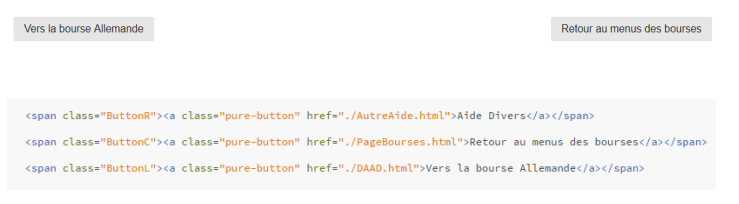 Vers la bourse Allemande
Retour au menus des bourses
<span class="ButtonR"><a class="pure-button" href="./AutreAide.html">Aide Divers</a></span>
<span class="ButtonC"><a class="pure-button" href="./PageBourses.html">Retour au menus des bourses</a></span>
<span class="ButtonL"><a class="pure-button" href="./DAAD.html">Vers la bourse Allemande</a></span>